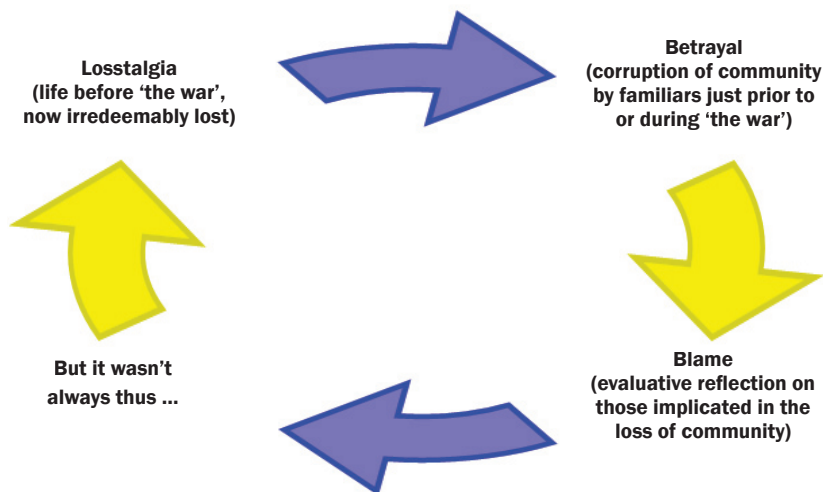 Losstalgia
(life before ‘the war’,
now irredeemably lost)
Betrayal
(corruption of community
by familiars just prior to
or during ‘the war’)
But it wasn’t
always thus ...
Blame
(evaluative reflection on
those implicated in the
loss of community)